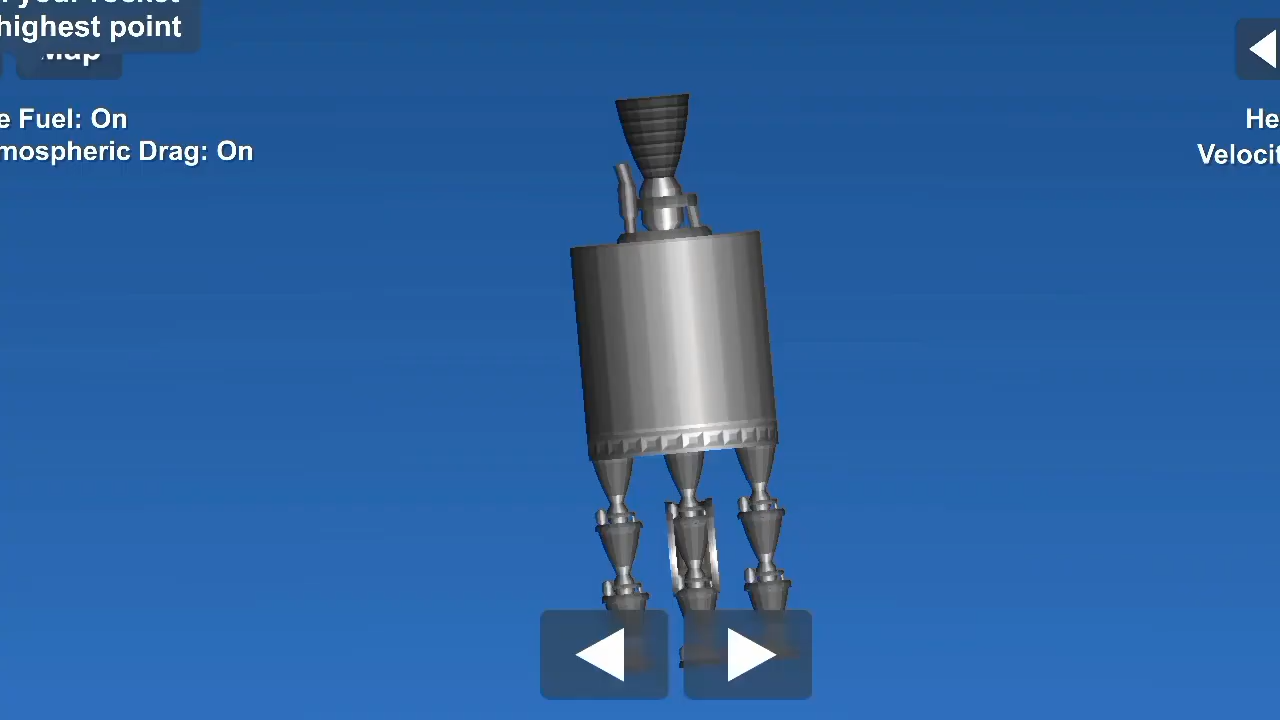 highest point
Map
e Fuel: On
mospheric Drag: On
He
Velocit